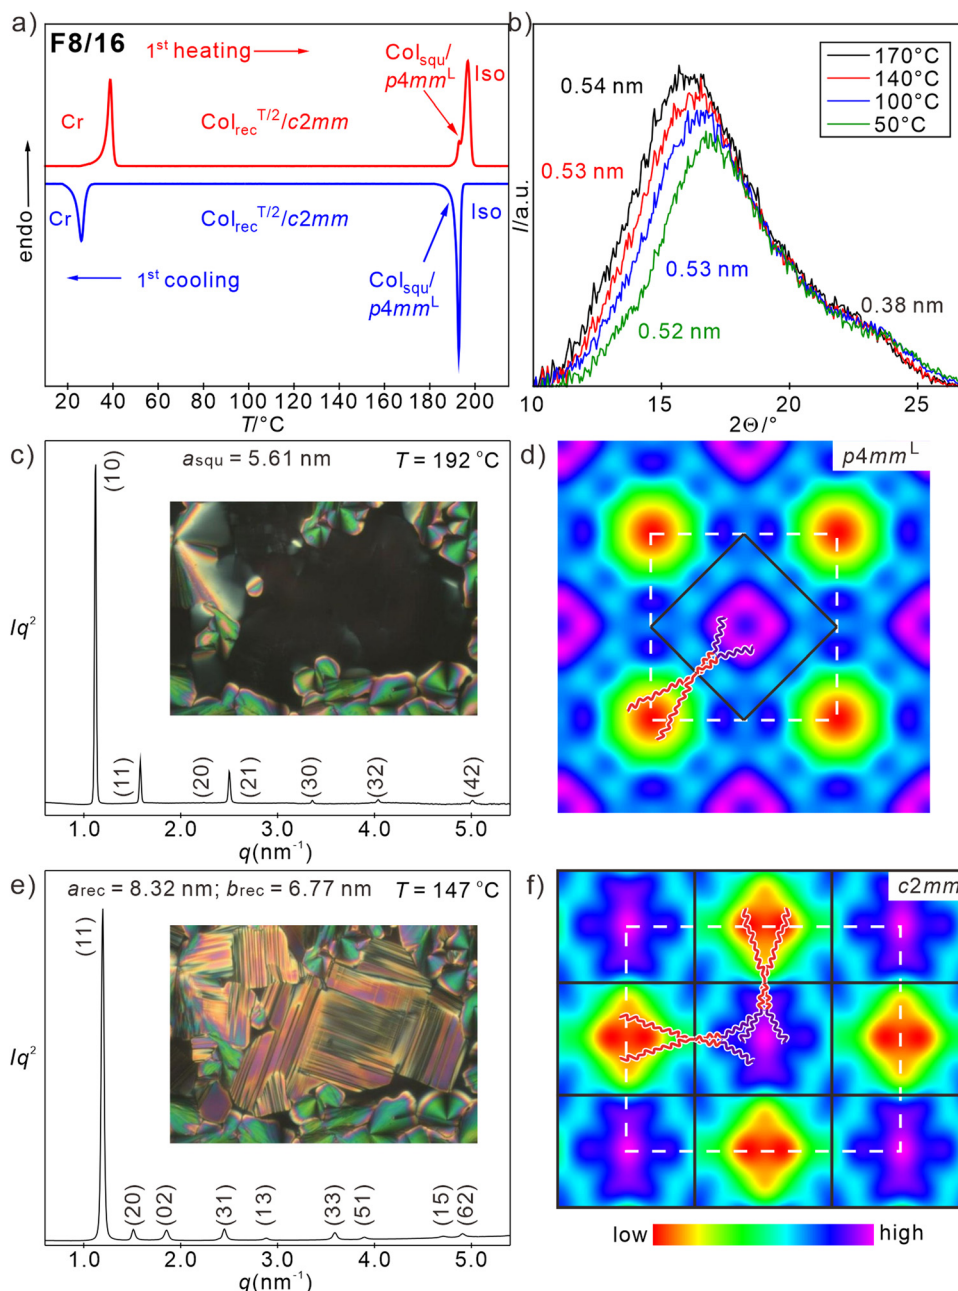 a)
F8/16
1st heating
Colsqu/
p4mmL
Iso
Cr
ColrecT/2/c2mm
endo
Cr
ColrecT/2/c2mm
Iso
1st cooling
Colsqu/
p4mmL
20 40 60 80 100 120 140 160 180 200
T/°C
b)
170°C
140°C
100°C
50°C
0.54 nm
0.53 nm
0.53 nm
0.52 nm
0.38 nm
I/a.u.
10 15 20 25
2Θ/°
c)
asqu = 5.61 nm
T = 192 °C
(10)
Iq2
(11)
(20)
(21)
(30)
(32)
(42)
1.0 2.0 3.0 4.0 5.0
q(nm-1)
d)
p4mmL
e)
arec = 8.32 nm; brec = 6.77 nm
T = 147 °C
(11)
Iq2
(20)
(02)
(31)
(13)
(33)
(51)
(15)
(62)
1.0 2.0 3.0 4.0 5.0
q(nm-1)
f)
c2mm
low
high